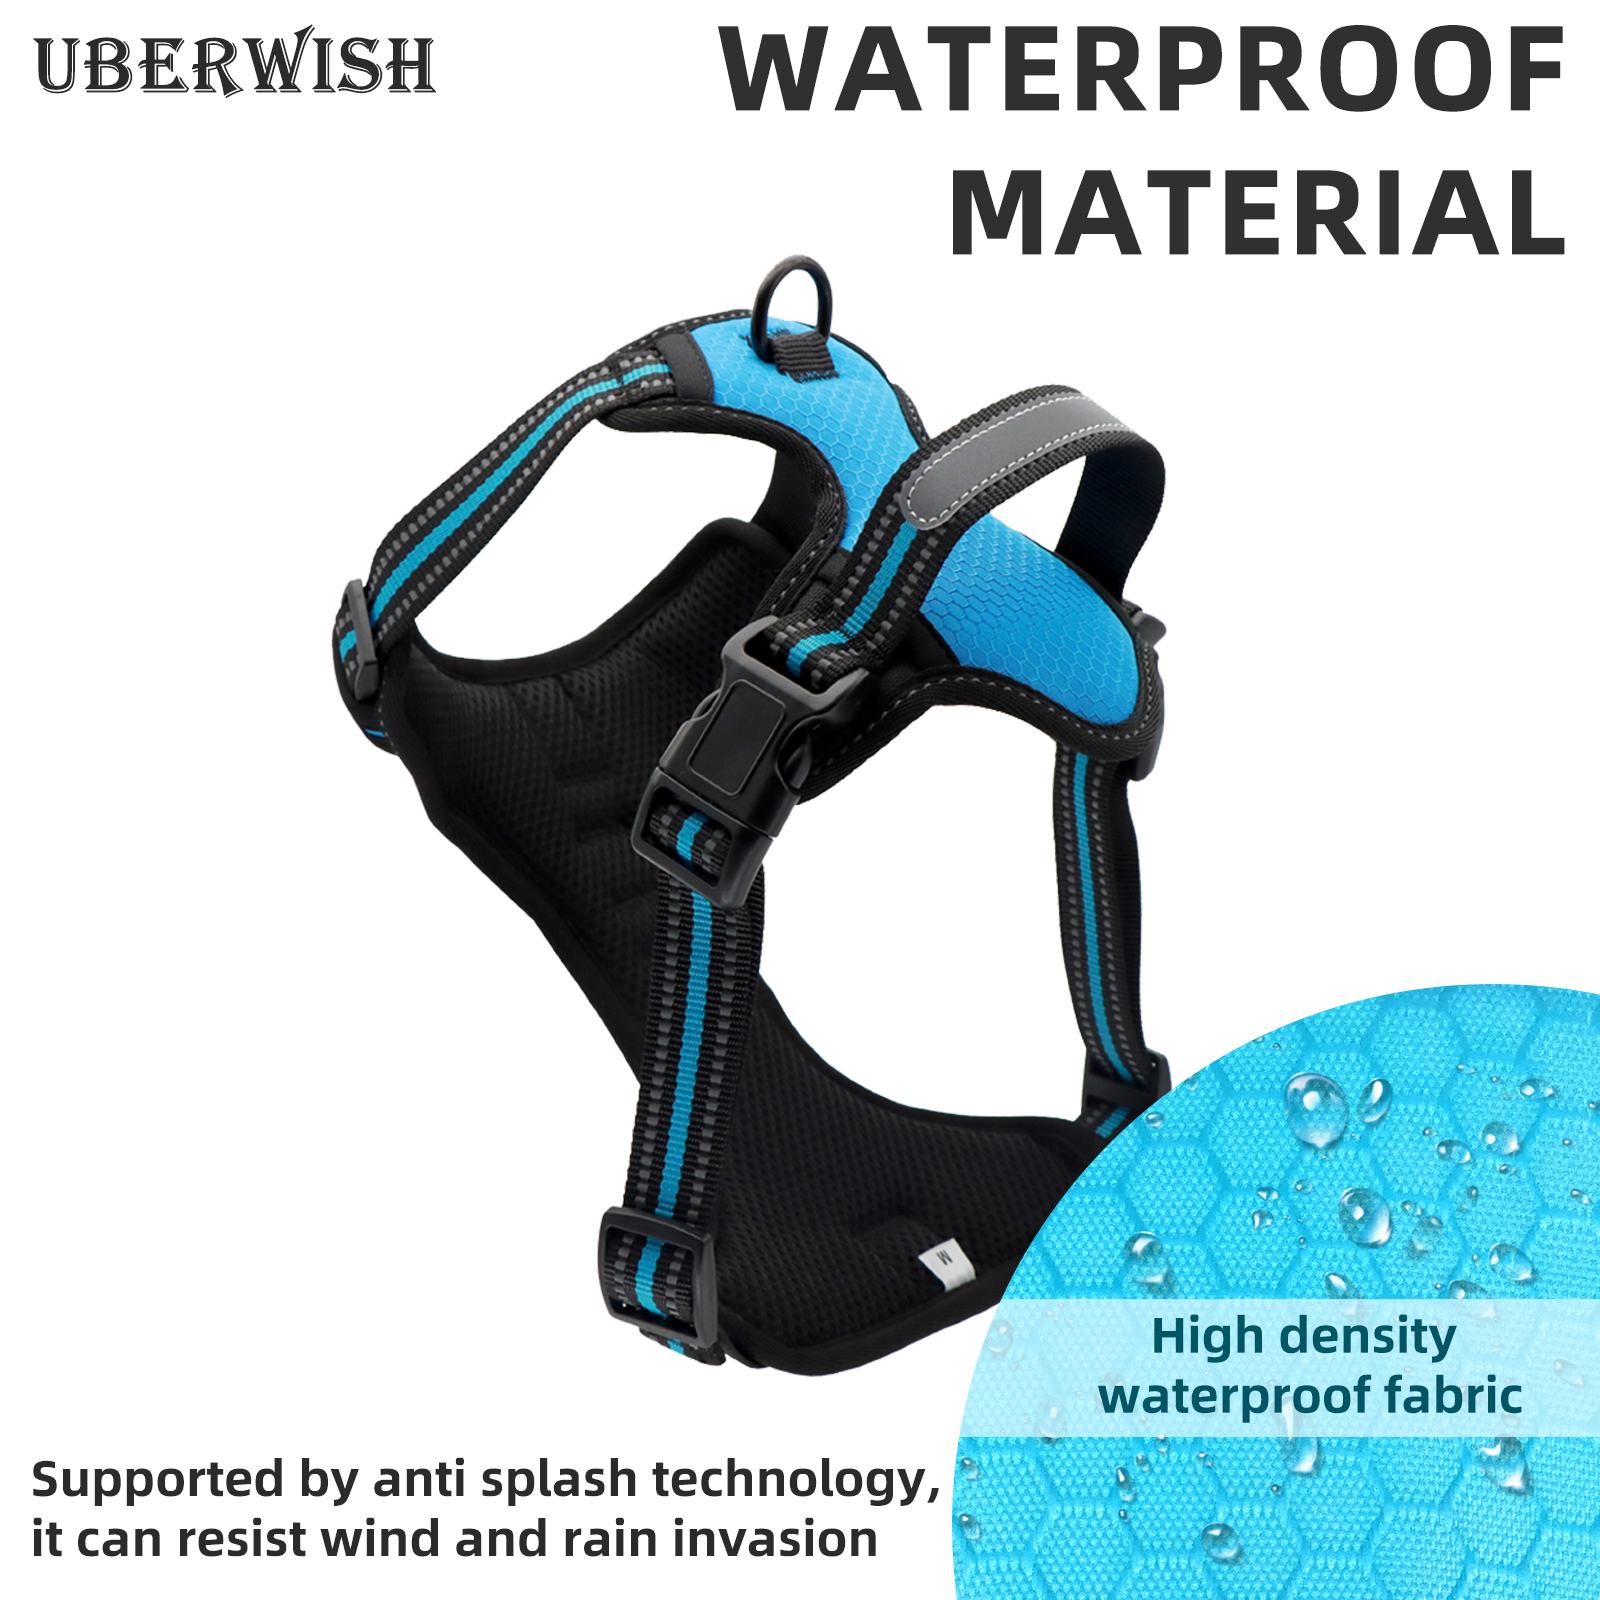 UBERWISH
WATERPROOF
MATERIAL
M
High density
waterproof fabric
Supported by anti splash technology,
it can resist wind and rain invasion